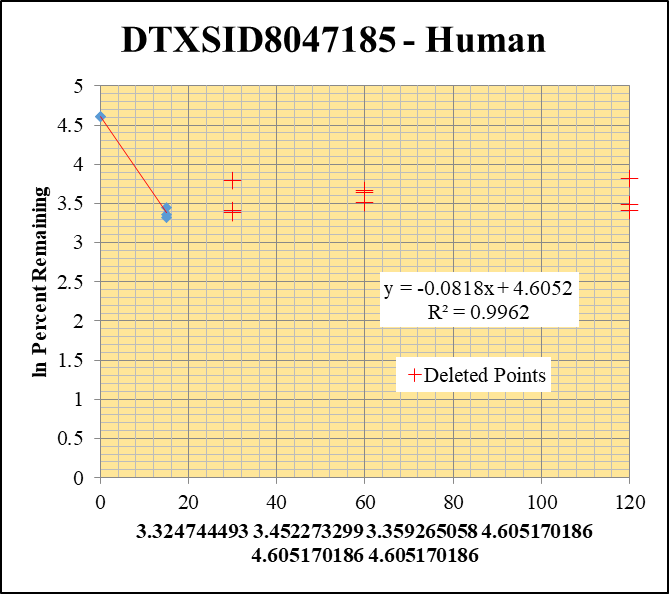 DTXSID8047185 - Human
5
4.5
4
3.5
3
2.5
2
1.5
1
0.5
0
ln Percent Remaining
y = -0.0818x + 4.6052
R² = 0.9962
Deleted Points
0 20 40 60 80 100 120
3.324744493 3.452273299 3.359265058 4.605170186
4.605170186 4.605170186